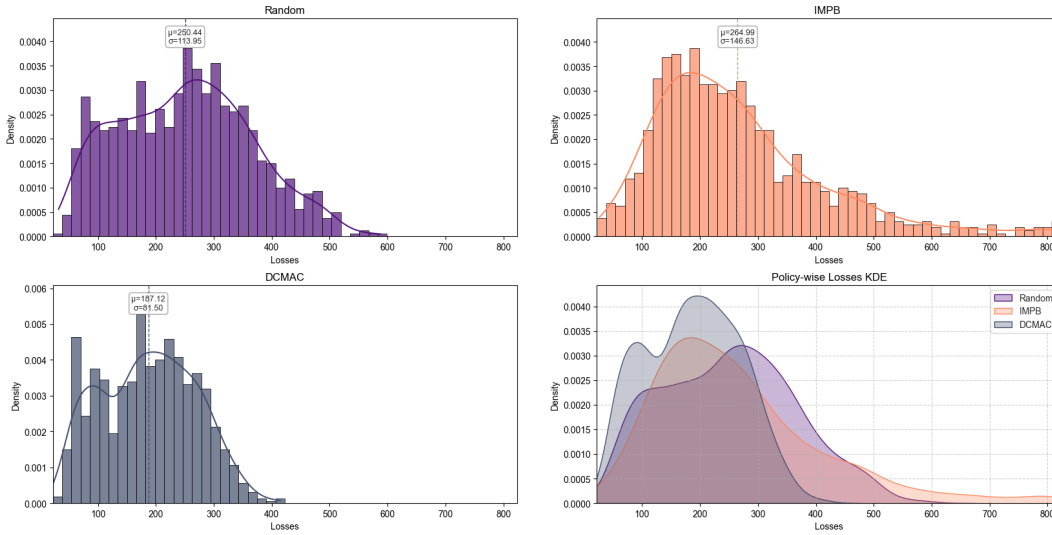 Random
μ=250.44
σ=113.95
Density
0.0040
0.0035
0.0030
0.0025
0.0020
0.0015
0.0010
0.0005
0.0000
100 200 300 400 500 600 700 800
Losses
IMPB
μ=264.99
σ=146.63
Density
0.0040
0.0035
0.0030
0.0025
0.0020
0.0015
0.0010
0.0005
0.0000
100 200 300 400 500 600 700 800
Losses
DCMAC
μ=187.12
σ=81.50
Density
0.006
0.005
0.004
0.003
0.002
0.001
0.000
100 200 300 400 500 600 700 800
Losses
Policy-wise Losses KDE
Random
IMPB
DCMAC
Density
0.0040
0.0035
0.0030
0.0025
0.0020
0.0015
0.0010
0.0005
0.0000
100 200 300 400 500 600 700 800
Losses